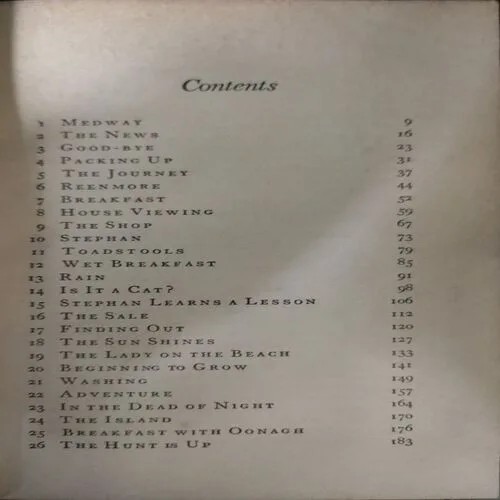 Contents
1 MEDWAY 9
2 THE NEWS 16
3 GOOD-BYE 23
4 PACKING UP 31
5 THE JOURNEY 37
6 REENMORE 44
7 BREAKFAST 52
8 HOUSE VIEWING 59
9 THE SHOP 67
10 STEPHAN 73
11 TOADSTOOLS 79
12 WET BREAKFAST 85
13 RAIN 91
14 IS IT A CAT? 98
15 STEPHAN LEARNS A LESSON 106
16 THE SALE 112
17 FINDING OUT 120
18 THE SUN SHINES 127
19 THE LADY ON THE BEACH 133
20 BEGINNING TO GROW 141
21 WASHING 149
22 ADVENTURE 157
23 IN THE DEAD OF NIGHT 164
24 THE ISLAND 170
25 BREAKFAST WITH OONAGH 176
26 THE HUNT IS UP 183